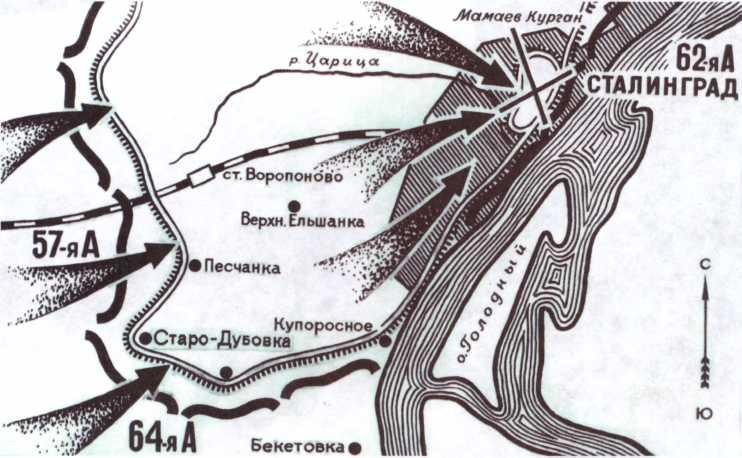 Мамаев Курган
62-я А
СТАЛИНГРАД
р. Царица
ст. Воропоново
Верхн. Ельшанка
57-я А
Песчанка
Купоросное
Старо-Дубовка
о. Голодный
С
Ю
64-я А
Бекетовка